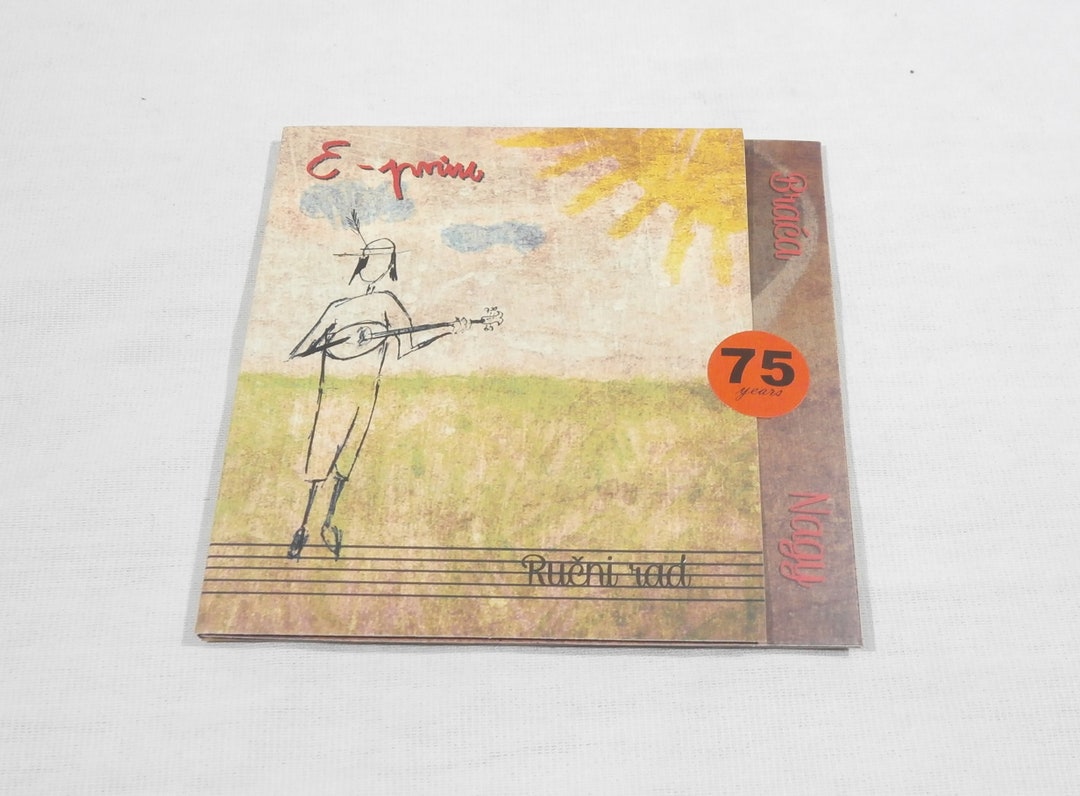 E-prim
Braća
75
years
Nagy
Ručni rad